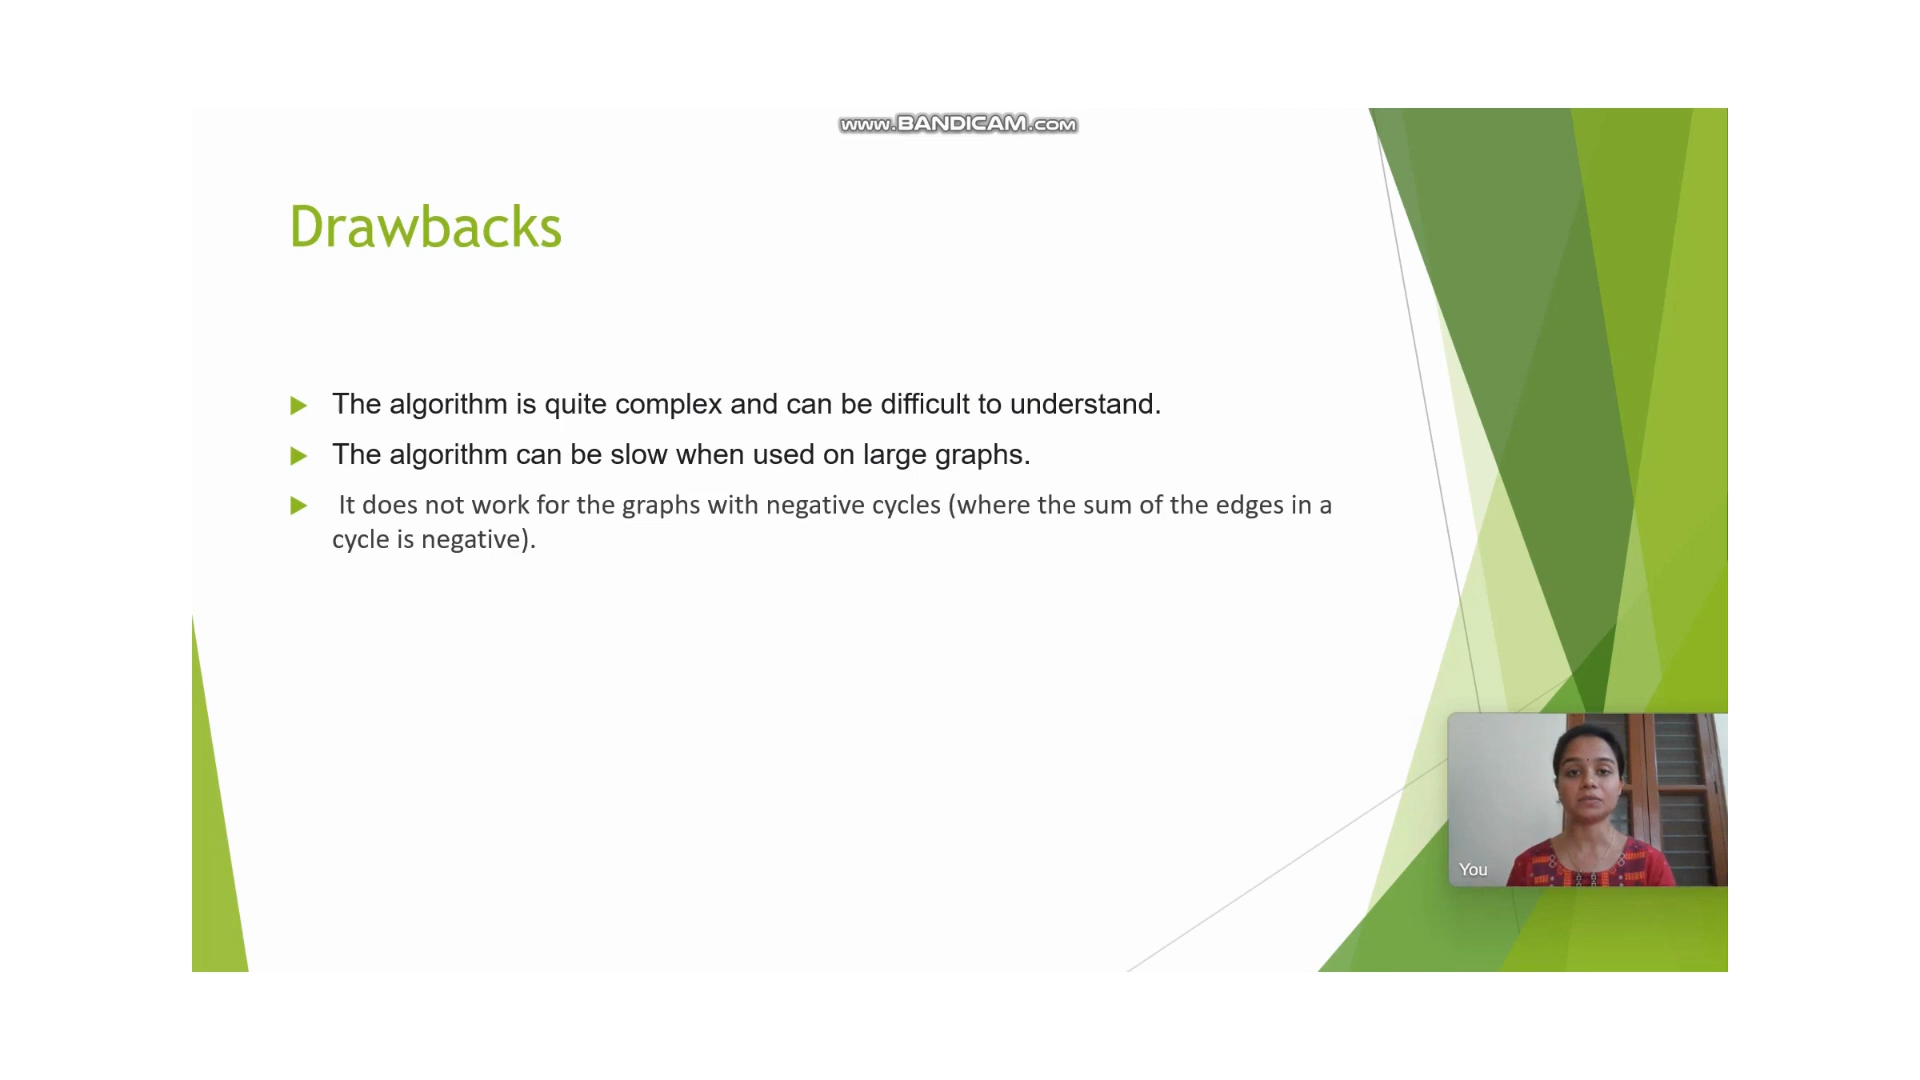 www.BANDICAM.COM
Drawbacks
The algorithm is quite complex and can be difficult to understand.
The algorithm can be slow when used on large graphs.
It does not work for the graphs with negative cycles (where the sum of the edges in a
cycle is negative).
You